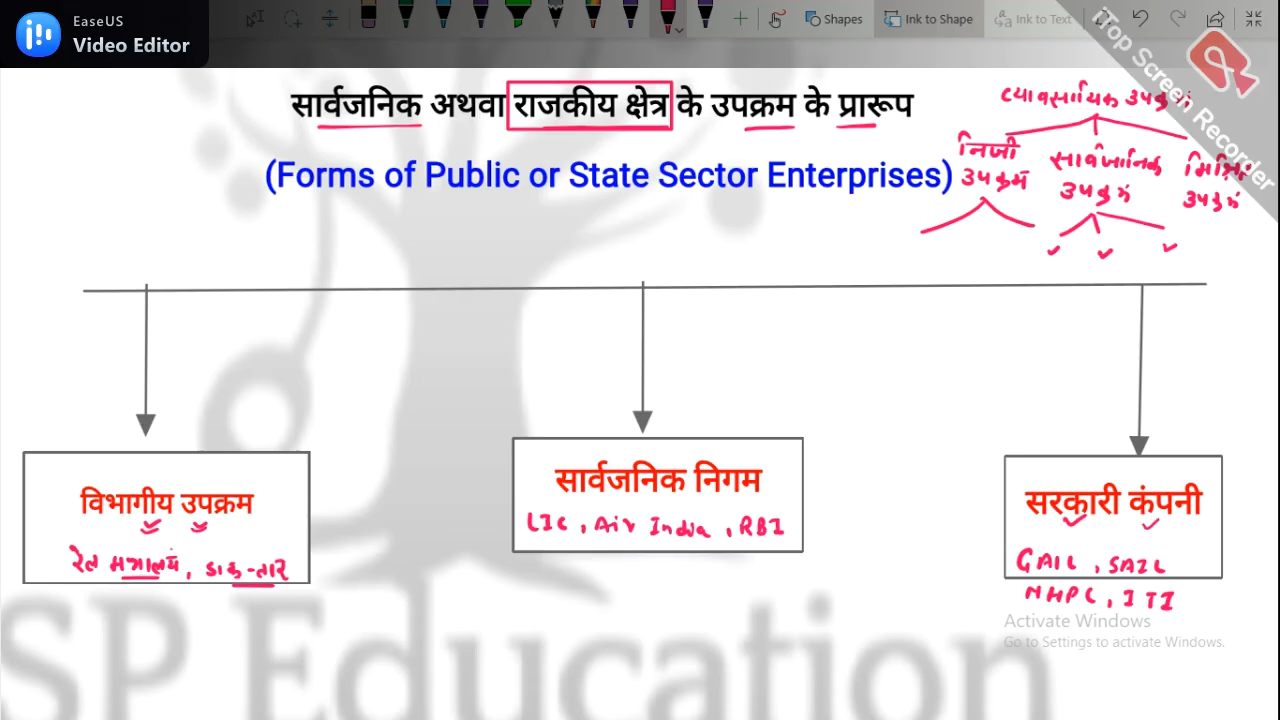 EaseUS
Video Editor
Shapes
Ink to Shape
Ink to Text
iTop Screen Recorder
सार्वजनिक अथवा राजकीय क्षेत्र के उपक्रम के प्रारूप
(Forms of Public or State Sector Enterprises)
व्यावसायिक उपक्रम
निजी
उपक्रम
सार्वजानिक
उपक्रम
मिश्रित
उपक्रम
विभागीय उपक्रम
रेल मंत्रालय, डाक-तार
सार्वजनिक निगम
LIC, Air India, RBI
सरकारी कंपनी
GAIL, SAIL
NHPC, ITI
Activate Windows
Go to Settings to activate Windows.
SP Education